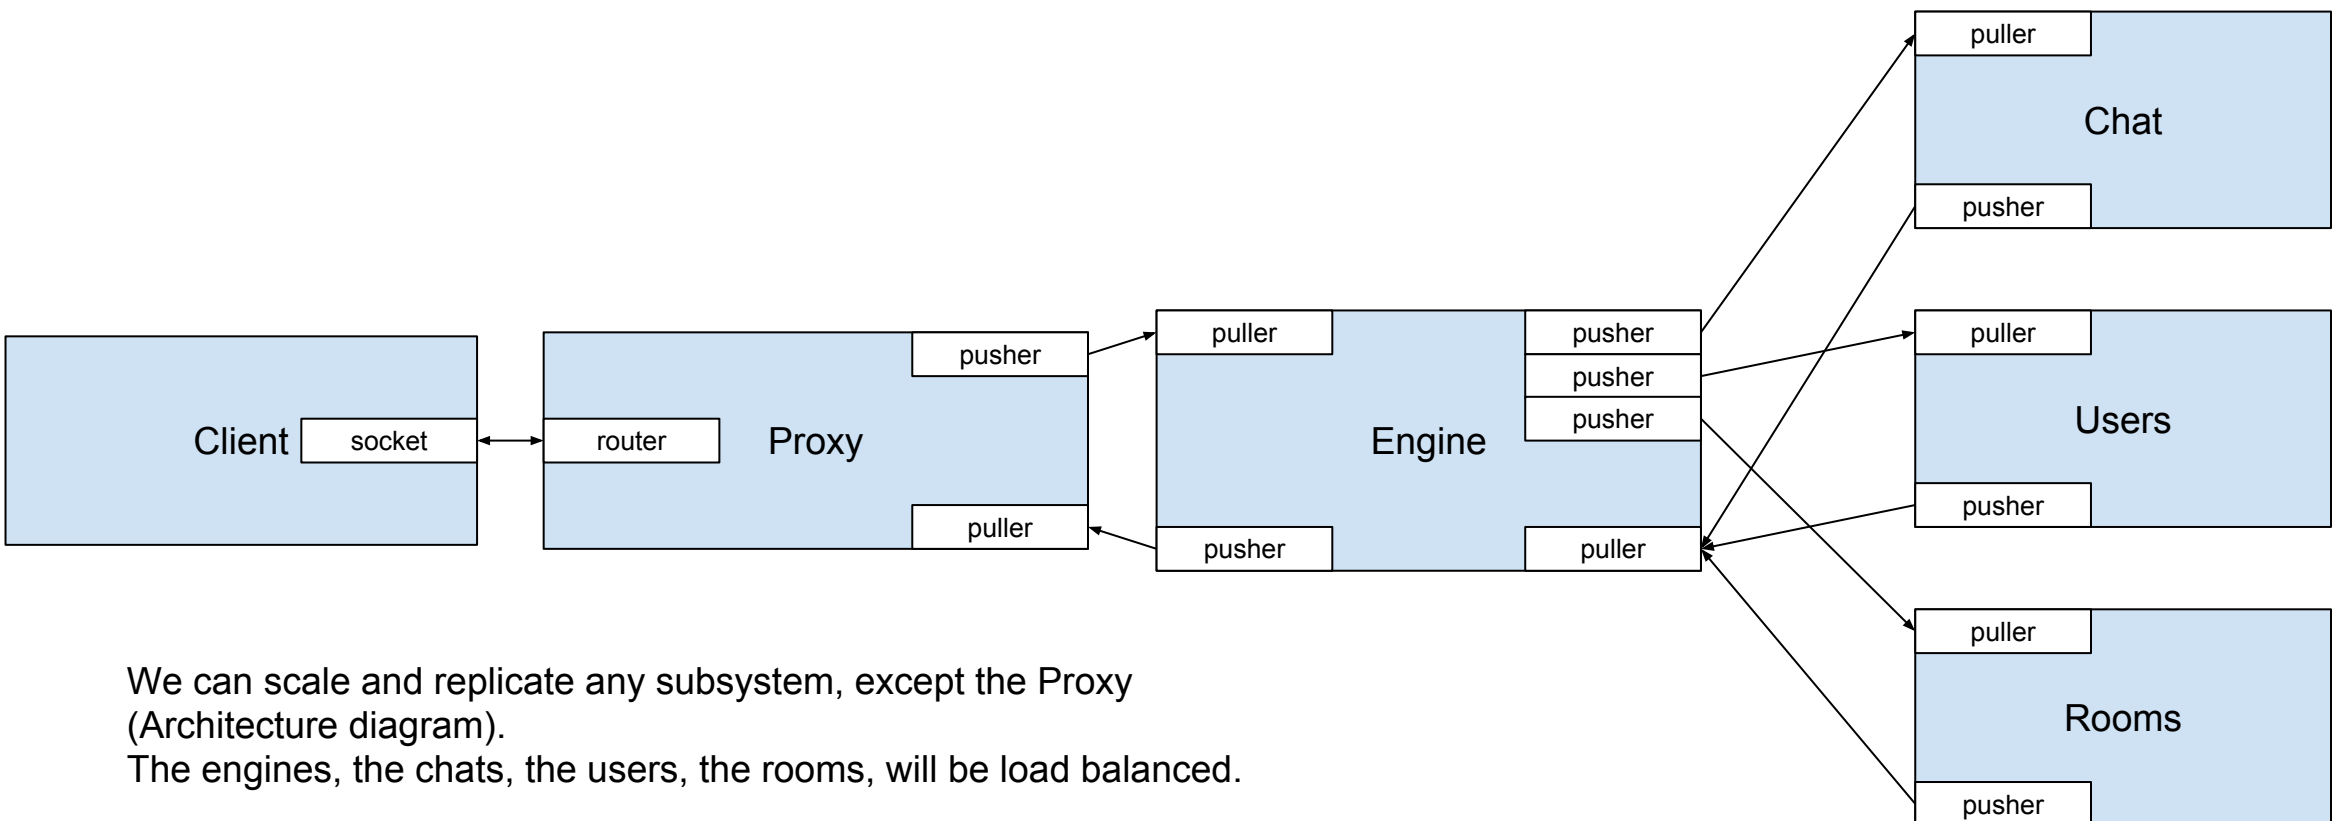 puller
Chat
pusher
Client
socket
router
Proxy
pusher
puller
puller
Engine
pusher
pusher
pusher
pusher
puller
puller
Users
pusher
puller
Rooms
pusher
We can scale and replicate any subsystem, except the Proxy
(Architecture diagram).
The engines, the chats, the users, the rooms, will be load balanced.